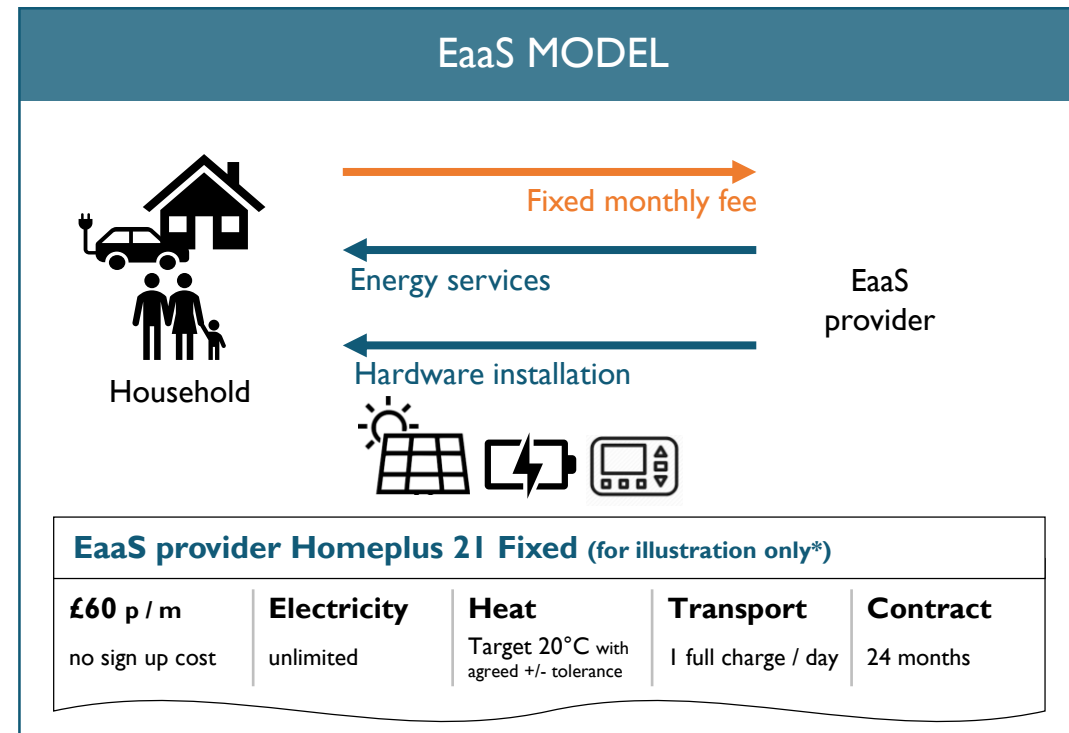 EaaS MODEL
Fixed monthly fee
Energy services
EaaS
provider
Hardware installation
Household
EaaS provider Homeplus 21 Fixed (for illustration only*)
£60 p / m
no sign up cost
Electricity
unlimited
Heat
Target 20°C with
agreed +/- tolerance
Transport
1 full charge / day
Contract
24 months